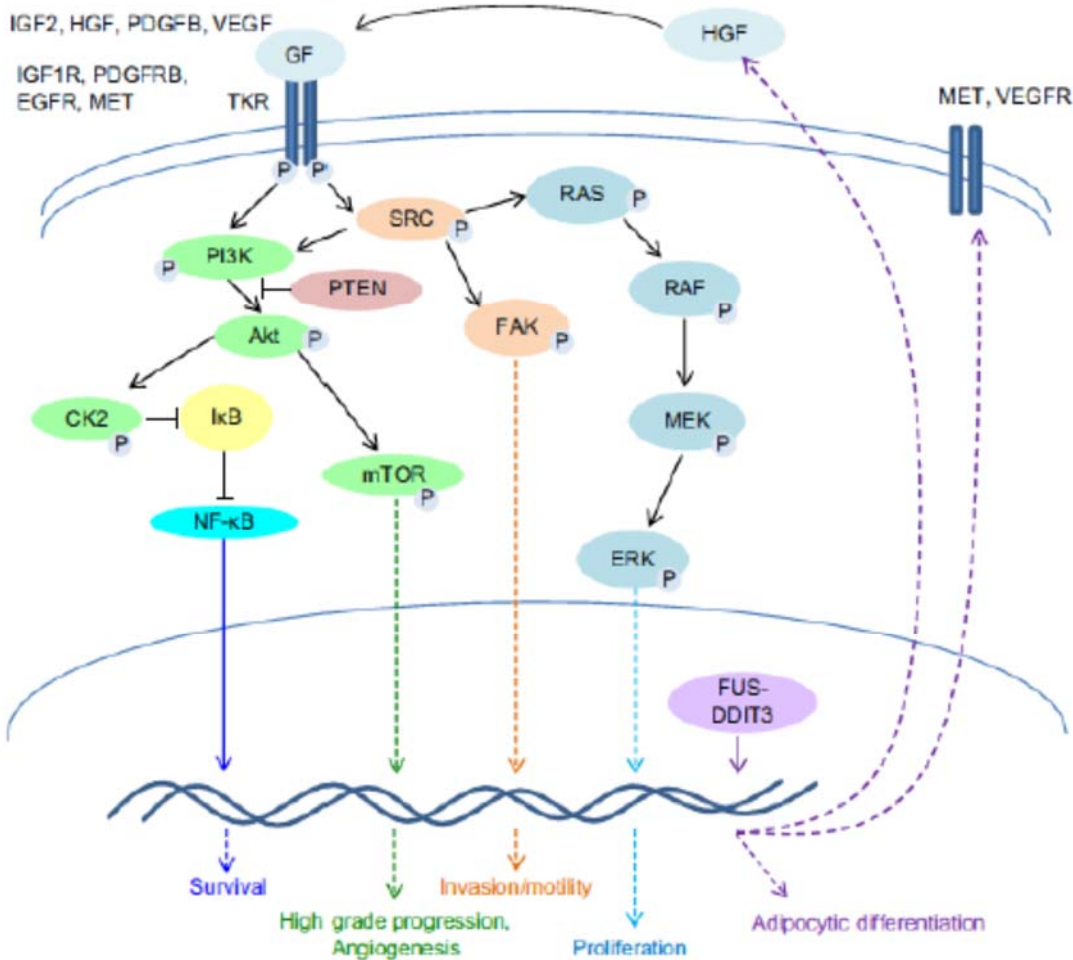 IGF2, HGF, PDGFB, VEGF
GF
HGF
IGF1R, PDGFRB,
EGFR, MET
TKR
MET, VEGFR
P
P
RAS
P
SRC
P
PI3K
P
PTEN
RAF
P
FAK
P
Akt
P
CK2
P
IκB
MEK
P
mTOR
P
NF-κB
ERK
P
FUS-
DDIT3
Survival
Invasion/motility
High grade progression,
Angiogenesis
Proliferation
Adipocytic differentiation